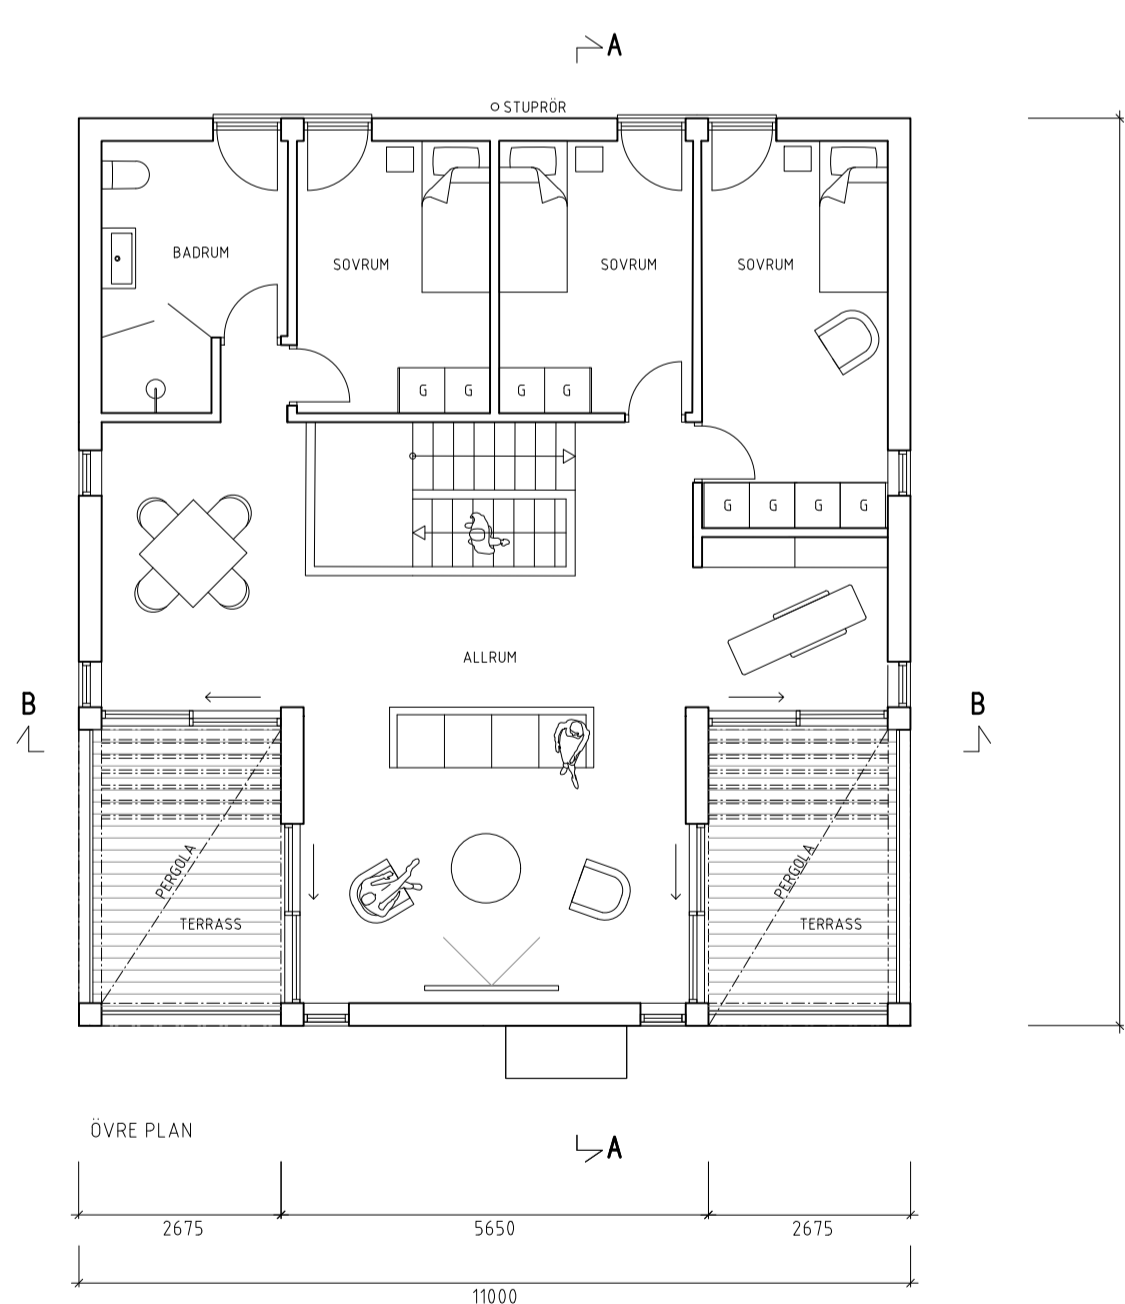 A
STUPRÖR
BADRUM
SOVRUM
SOVRUM
SOVRUM
G G G G
G G G G
ALLRUM
B
B
PERGOLA
PERGOLA
TERRASS
TERRASS
ÖVRE PLAN
A
2675 5650 2675
11000